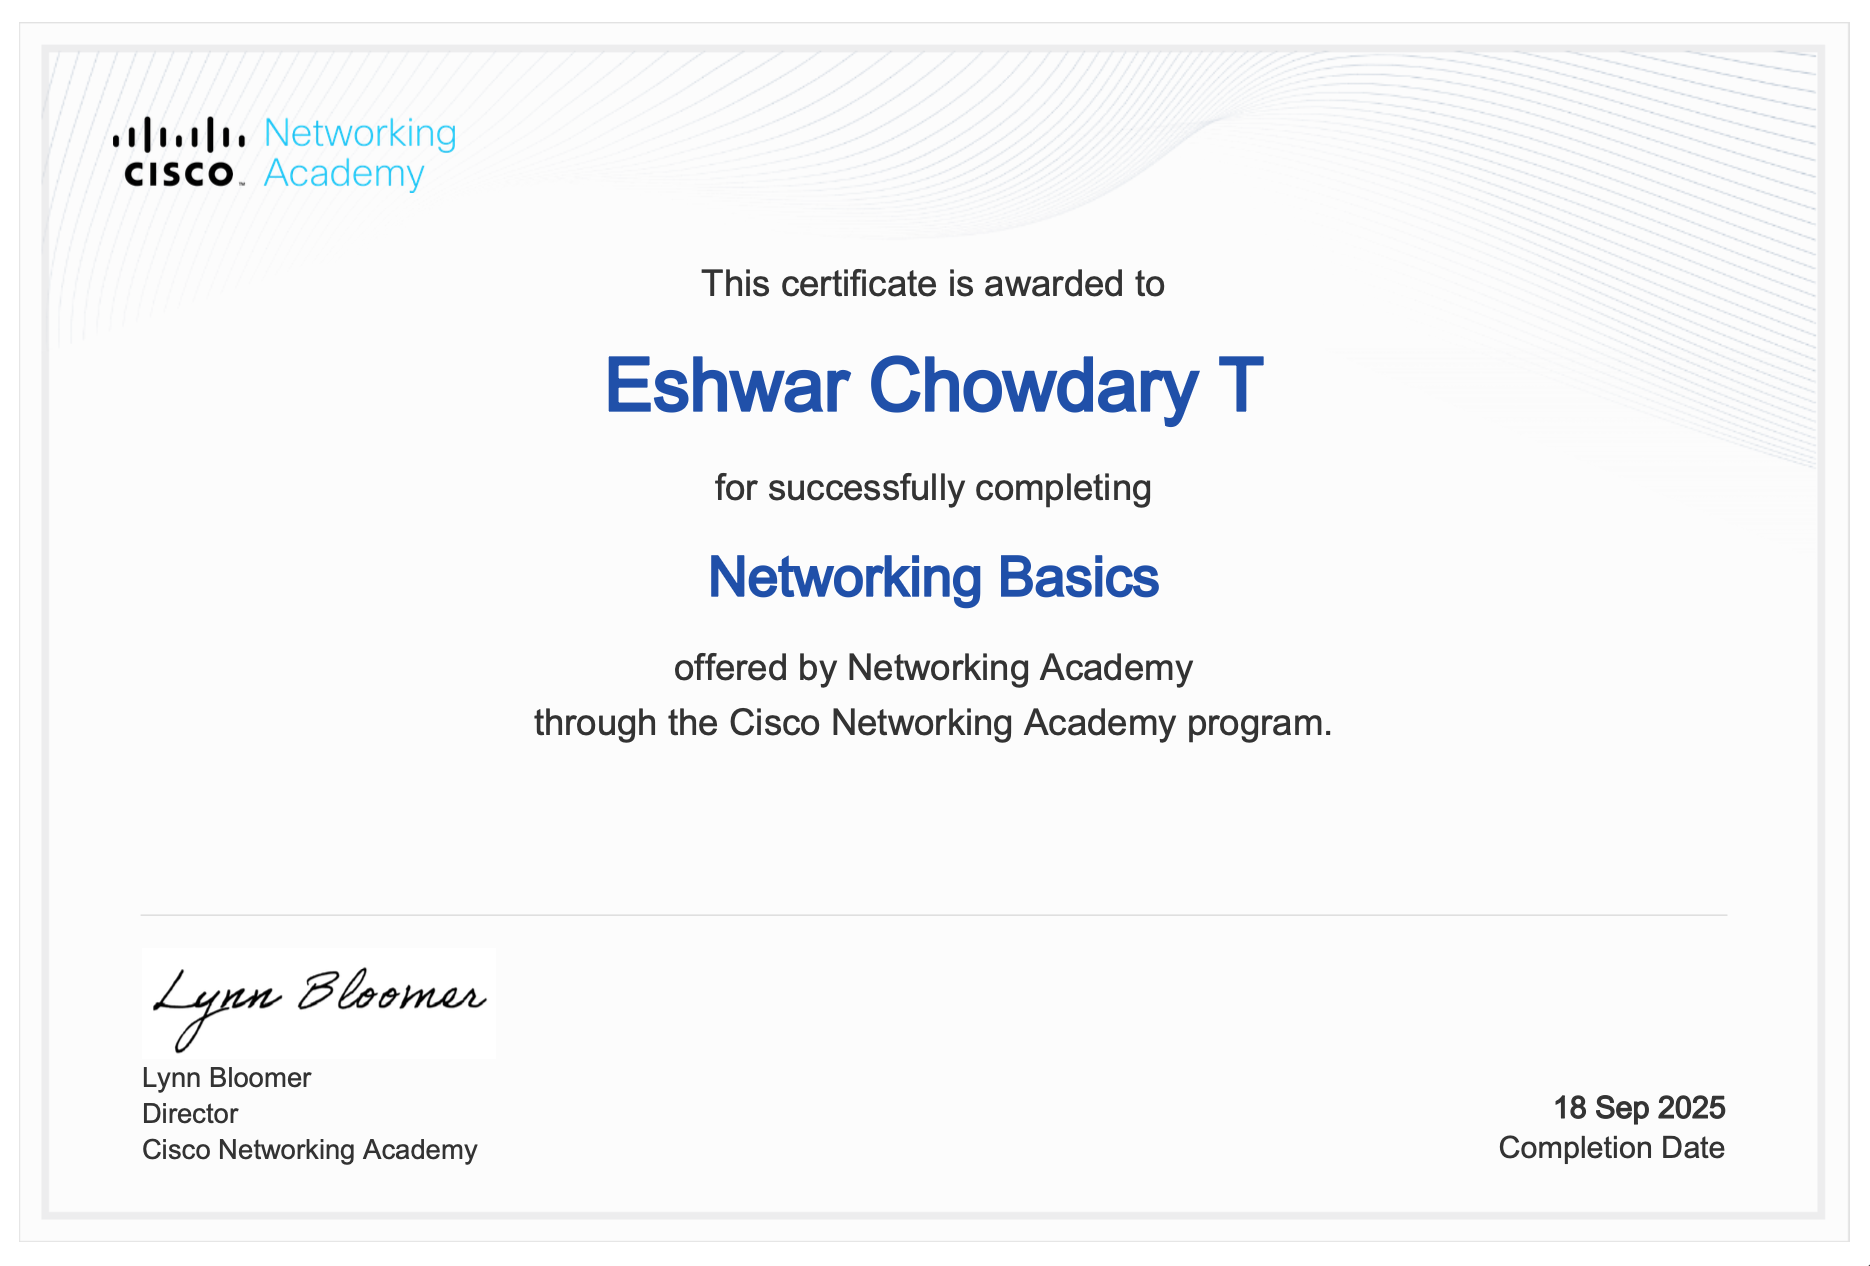 CISCO™
Networking
Academy
This certificate is awarded to
Eshwar Chowdary T
for successfully completing
Networking Basics
offered by Networking Academy
through the Cisco Networking Academy program.
Lynn Bloomer
Lynn Bloomer
Director
Cisco Networking Academy
18 Sep 2025
Completion Date